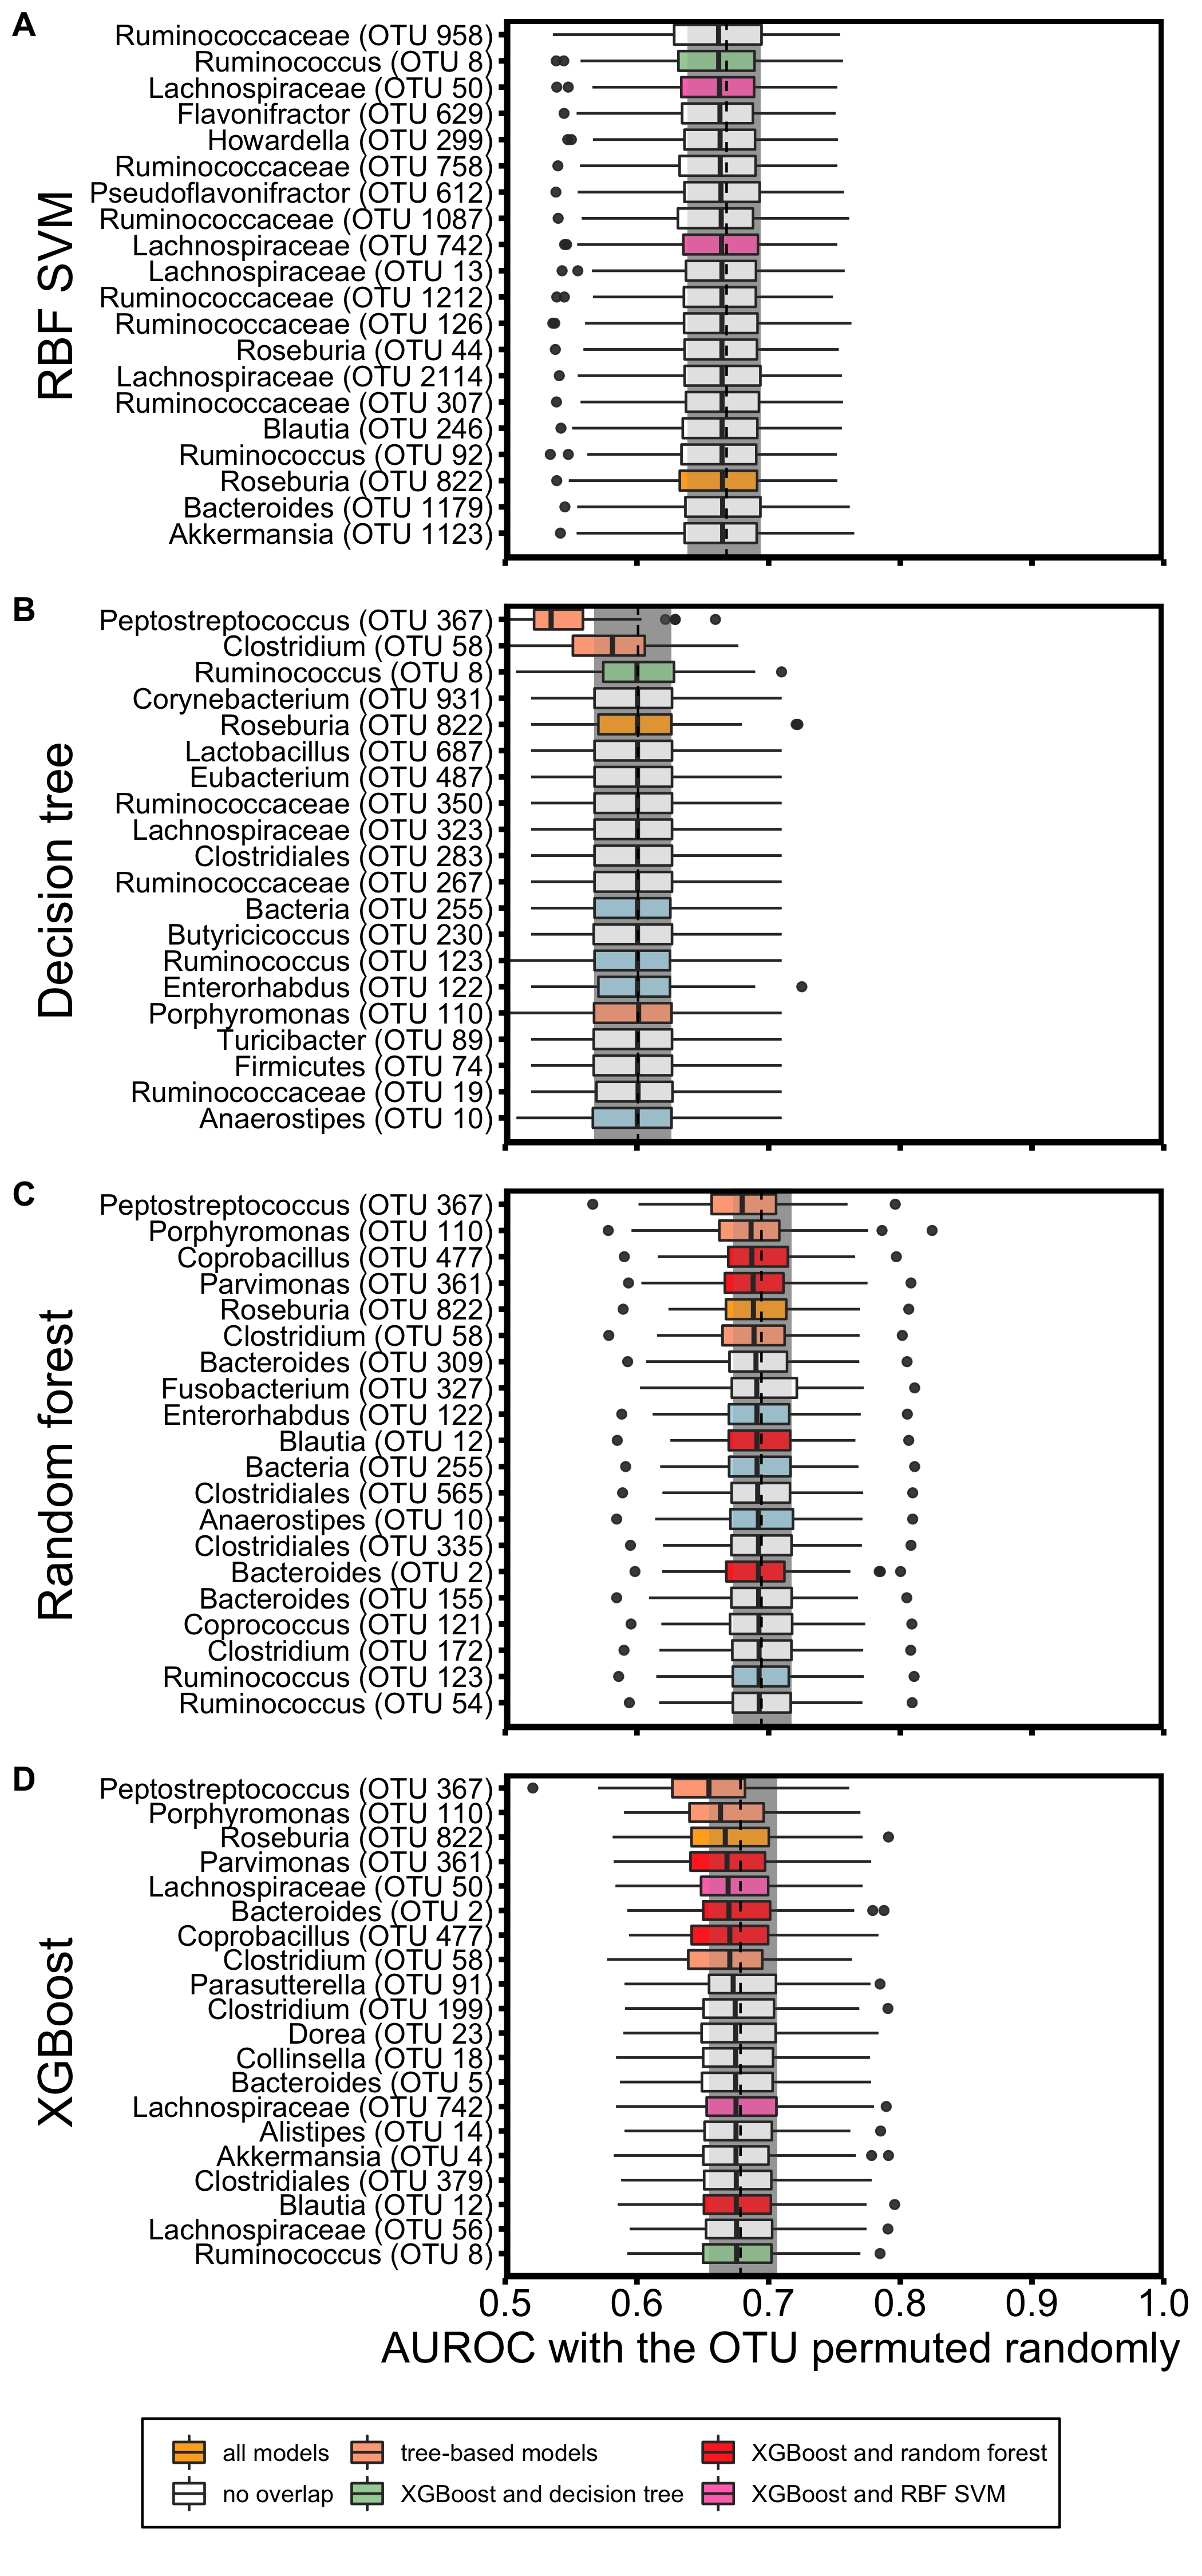 A
RBF SVM
Ruminococcaceae (OTU 958)
Ruminococcus (OTU 8)
Lachnospiraceae (OTU 50)
Flavonifractor (OTU 629)
Howardella (OTU 299)
Ruminococcaceae (OTU 758)
Pseudoflavonifractor (OTU 612)
Ruminococcaceae (OTU 1087)
Lachnospiraceae (OTU 742)
Lachnospiraceae (OTU 13)
Ruminococcaceae (OTU 1212)
Ruminococcaceae (OTU 126)
Roseburia (OTU 44)
Lachnospiraceae (OTU 2114)
Ruminococcaceae (OTU 307)
Blautia (OTU 246)
Ruminococcus (OTU 92)
Roseburia (OTU 822)
Bacteroides (OTU 1179)
Akkermansia (OTU 1123)
B
Decision tree
Peptostreptococcus (OTU 367)
Clostridium (OTU 58)
Ruminococcus (OTU 8)
Corynebacterium (OTU 931)
Roseburia (OTU 822)
Lactobacillus (OTU 687)
Eubacterium (OTU 487)
Ruminococcaceae (OTU 350)
Lachnospiraceae (OTU 323)
Clostridiales (OTU 283)
Ruminococcaceae (OTU 267)
Bacteria (OTU 255)
Butyricicoccus (OTU 230)
Ruminococcus (OTU 123)
Enterorhabdus (OTU 122)
Porphyromonas (OTU 110)
Turicibacter (OTU 89)
Firmicutes (OTU 74)
Ruminococcaceae (OTU 19)
Anaerostipes (OTU 10)
C
Random forest
Peptostreptococcus (OTU 367)
Porphyromonas (OTU 110)
Coprobacillus (OTU 477)
Parvimonas (OTU 361)
Roseburia (OTU 822)
Clostridium (OTU 58)
Bacteroides (OTU 309)
Fusobacterium (OTU 327)
Enterorhabdus (OTU 122)
Blautia (OTU 12)
Bacteria (OTU 255)
Clostridiales (OTU 565)
Anaerostipes (OTU 10)
Clostridiales (OTU 335)
Bacteroides (OTU 2)
Bacteroides (OTU 155)
Coprococcus (OTU 121)
Clostridium (OTU 172)
Ruminococcus (OTU 123)
Ruminococcus (OTU 54)
D
XGBoost
Peptostreptococcus (OTU 367)
Porphyromonas (OTU 110)
Roseburia (OTU 822)
Parvimonas (OTU 361)
Lachnospiraceae (OTU 50)
Bacteroides (OTU 2)
Coprobacillus (OTU 477)
Clostridium (OTU 58)
Parasutterella (OTU 91)
Clostridium (OTU 199)
Dorea (OTU 23)
Collinsella (OTU 18)
Bacteroides (OTU 5)
Lachnospiraceae (OTU 742)
Alistipes (OTU 14)
Akkermansia (OTU 4)
Clostridiales (OTU 379)
Blautia (OTU 12)
Lachnospiraceae (OTU 56)
Ruminococcus (OTU 8)
0.5 0.6 0.7 0.8 0.9 1.0
AUROC with the OTU permuted randomly
all models tree-based models XGBoost and random forest
no overlap XGBoost and decision tree XGBoost and RBF SVM